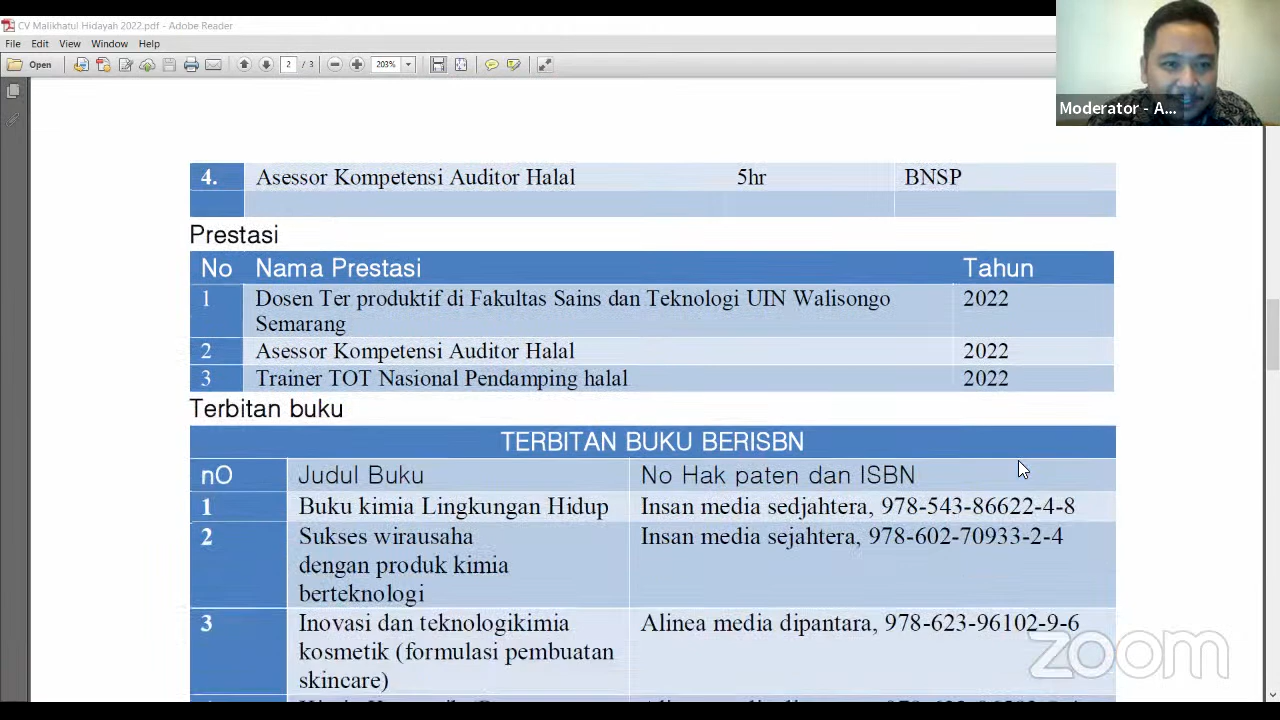 CV Malikhatul Hidayah 2022.pdf - Adobe Reader
File Edit View Window Help
Open 2 / 3 203%
Moderator - A...
4. Asessor Kompetensi Auditor Halal 5hr BNSP
Prestasi
No Nama Prestasi Tahun
1 Dosen Ter produktif di Fakultas Sains dan Teknologi UIN Walisongo 2022
Semarang
2 Asessor Kompetensi Auditor Halal 2022
3 Trainer TOT Nasional Pendamping halal 2022
Terbitan buku
TERBITAN BUKU BERISBN
nO Judul Buku No Hak paten dan ISBN
1 Buku kimia Lingkungan Hidup Insan media sedjahtera, 978-543-86622-4-8
2 Sukses wirausaha Insan media sejahtera, 978-602-70933-2-4
dengan produk kimia
berteknologi
3 Inovasi dan teknologikimia Alinea media dipantara, 978-623-96102-9-6
kosmetik (formulasi pembuatan
skincare)
zoom